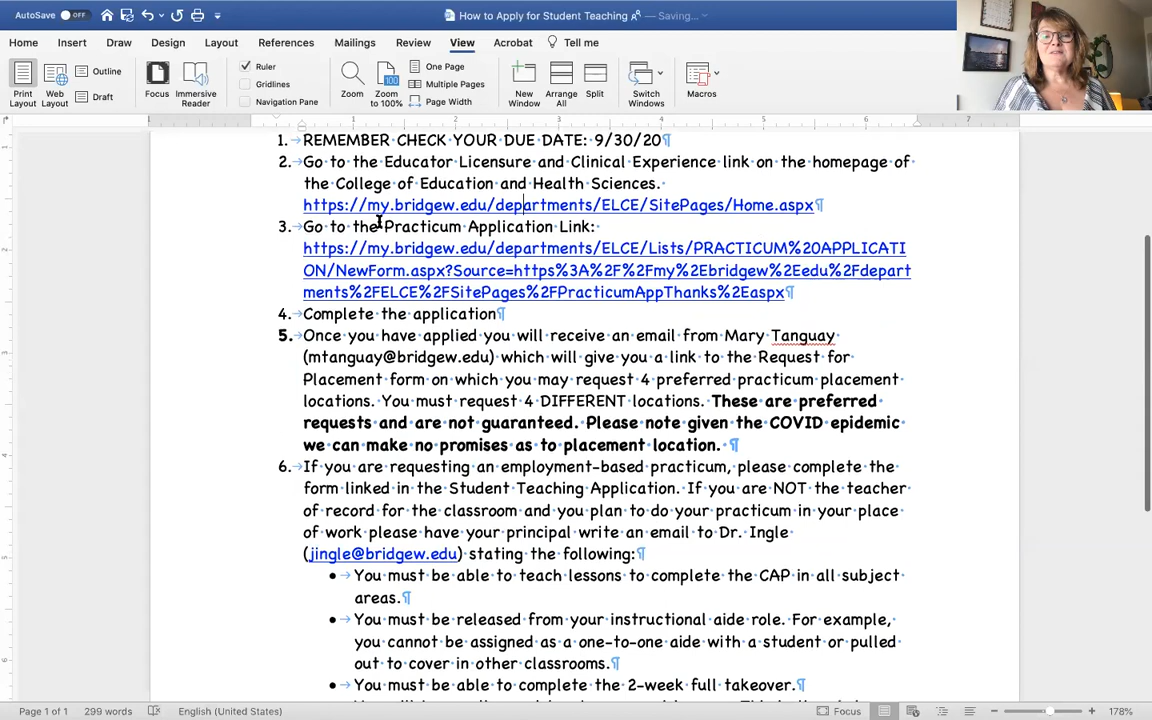 AutoSave OFF How to Apply for Student Teaching — Saving...
Home Insert Draw Design Layout References Mailings Review View Acrobat Tell me
Print Layout Web Layout Outline Draft Focus Immersive Reader Ruler Gridlines Navigation Pane Zoom Zoom to 100% One Page Multiple Pages Page Width New Window Arrange All Split Switch Windows Macros
1 2 3 4 5 6 7
1. REMEMBER CHECK YOUR DUE DATE: 9/30/20¶
2. Go to the Educator Licensure and Clinical Experience link on the homepage of
the College of Education and Health Sciences.
https://my.bridgew.edu/departments/ELCE/SitePages/Home.aspx¶
3. Go to the Practicum Application Link:
https://my.bridgew.edu/departments/ELCE/Lists/PRACTICUM%20APPLICATI
ON/NewForm.aspx?Source=https%3A%2F%2Fmy%2Ebridgew%2Eedu%2Fdepart
ments%2FELCE%2FSitePages%2FPracticumAppThanks%2Easpx¶
4. Complete the application¶
5. Once you have applied you will receive an email from Mary Tanguay
(mtanguay@bridgew.edu) which will give you a link to the Request for
Placement form on which you may request 4 preferred practicum placement
locations. You must request 4 DIFFERENT locations. These are preferred
requests and are not guaranteed. Please note given the COVID epidemic
we can make no promises as to placement location. ¶
6. If you are requesting an employment-based practicum, please complete the
form linked in the Student Teaching Application. If you are NOT the teacher
of record for the classroom and you plan to do your practicum in your place
of work please have your principal write an email to Dr. Ingle
(jingle@bridgew.edu) stating the following:¶
• You must be able to teach lessons to complete the CAP in all subject
areas.¶
• You must be released from your instructional aide role. For example,
you cannot be assigned as a one-to-one aide with a student or pulled
out to cover in other classrooms.¶
• You must be able to complete the 2-week full takeover.¶
Page 1 of 1 299 words English (United States) Focus 178%